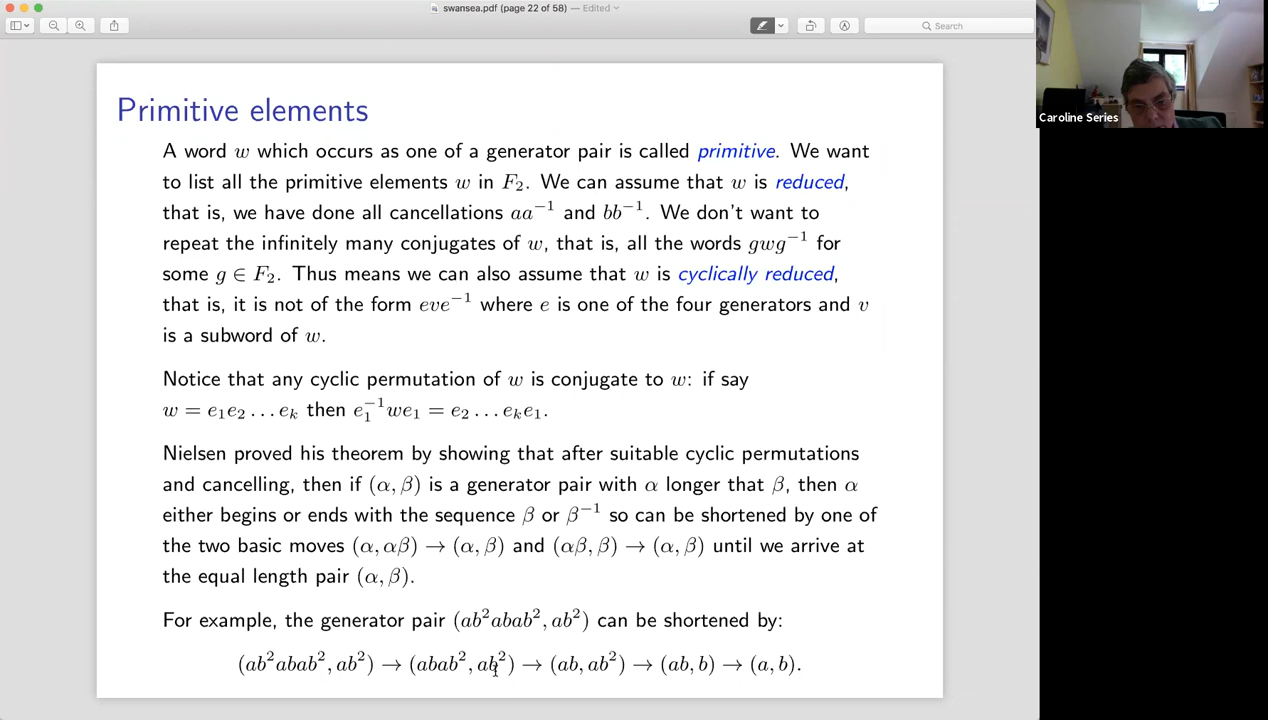 swansea.pdf (page 22 of 58) — Edited
Search
Caroline Series
Primitive elements
A word w which occurs as one of a generator pair is called primitive. We want
to list all the primitive elements w in F₂. We can assume that w is reduced,
that is, we have done all cancellations aa⁻¹ and bb⁻¹. We don't want to
repeat the infinitely many conjugates of w, that is, all the words gwg⁻¹ for
some g ∈ F₂. Thus means we can also assume that w is cyclically reduced,
that is, it is not of the form eve⁻¹ where e is one of the four generators and v
is a subword of w.
Notice that any cyclic permutation of w is conjugate to w: if say
w = e₁e₂ . . . eₖ then e₁⁻¹we₁ = e₂ . . . eₖe₁.
Nielsen proved his theorem by showing that after suitable cyclic permutations
and cancelling, then if (α, β) is a generator pair with α longer that β, then α
either begins or ends with the sequence β or β⁻¹ so can be shortened by one of
the two basic moves (α, αβ) → (α, β) and (αβ, β) → (α, β) until we arrive at
the equal length pair (α, β).
For example, the generator pair (ab²abab², ab²) can be shortened by:
(ab²abab², ab²) → (abab², ab²) → (ab, ab²) → (ab, b) → (a, b).